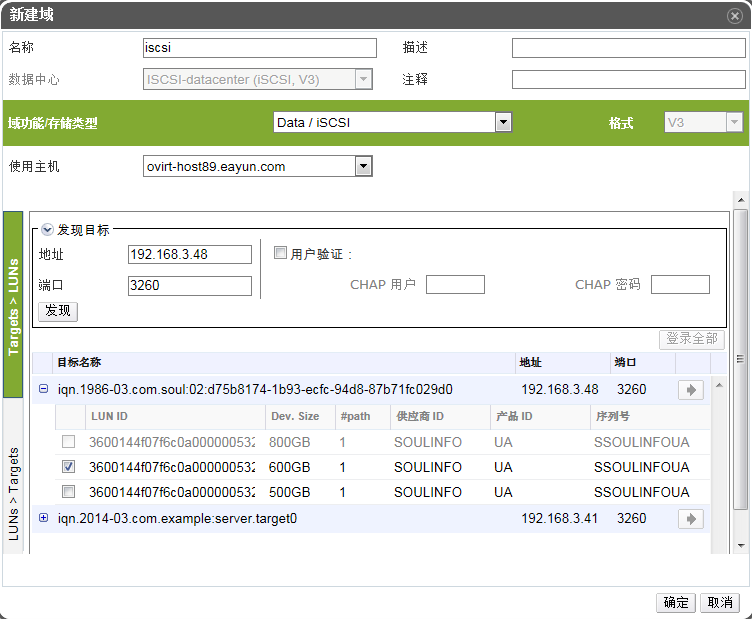 新建域
名称 iscsi 描述
数据中心 ISCSI-datacenter (iSCSI, V3) 注释
域功能/存储类型 Data / iSCSI 格式 V3
使用主机 ovirt-host89.eayun.com
Targets > LUNs
LUNs > Targets
发现目标
地址 192.168.3.48 用户验证：
端口 3260 CHAP 用户 CHAP 密码
发现
登录全部
目标名称 地址 端口
iqn.1986-03.com.soul:02:d75b8174-1b93-ecfc-94d8-87b71fc029d0 192.168.3.48 3260
LUN ID Dev. Size #path 供应商 ID 产品 ID 序列号
3600144f07f6c0a000000532 800GB 1 SOULINFO UA SSOULINFOUA
3600144f07f6c0a000000532 600GB 1 SOULINFO UA SSOULINFOUA
3600144f07f6c0a000000532 500GB 1 SOULINFO UA SSOULINFOUA
iqn.2014-03.com.example:server.target0 192.168.3.41 3260
确定 取消